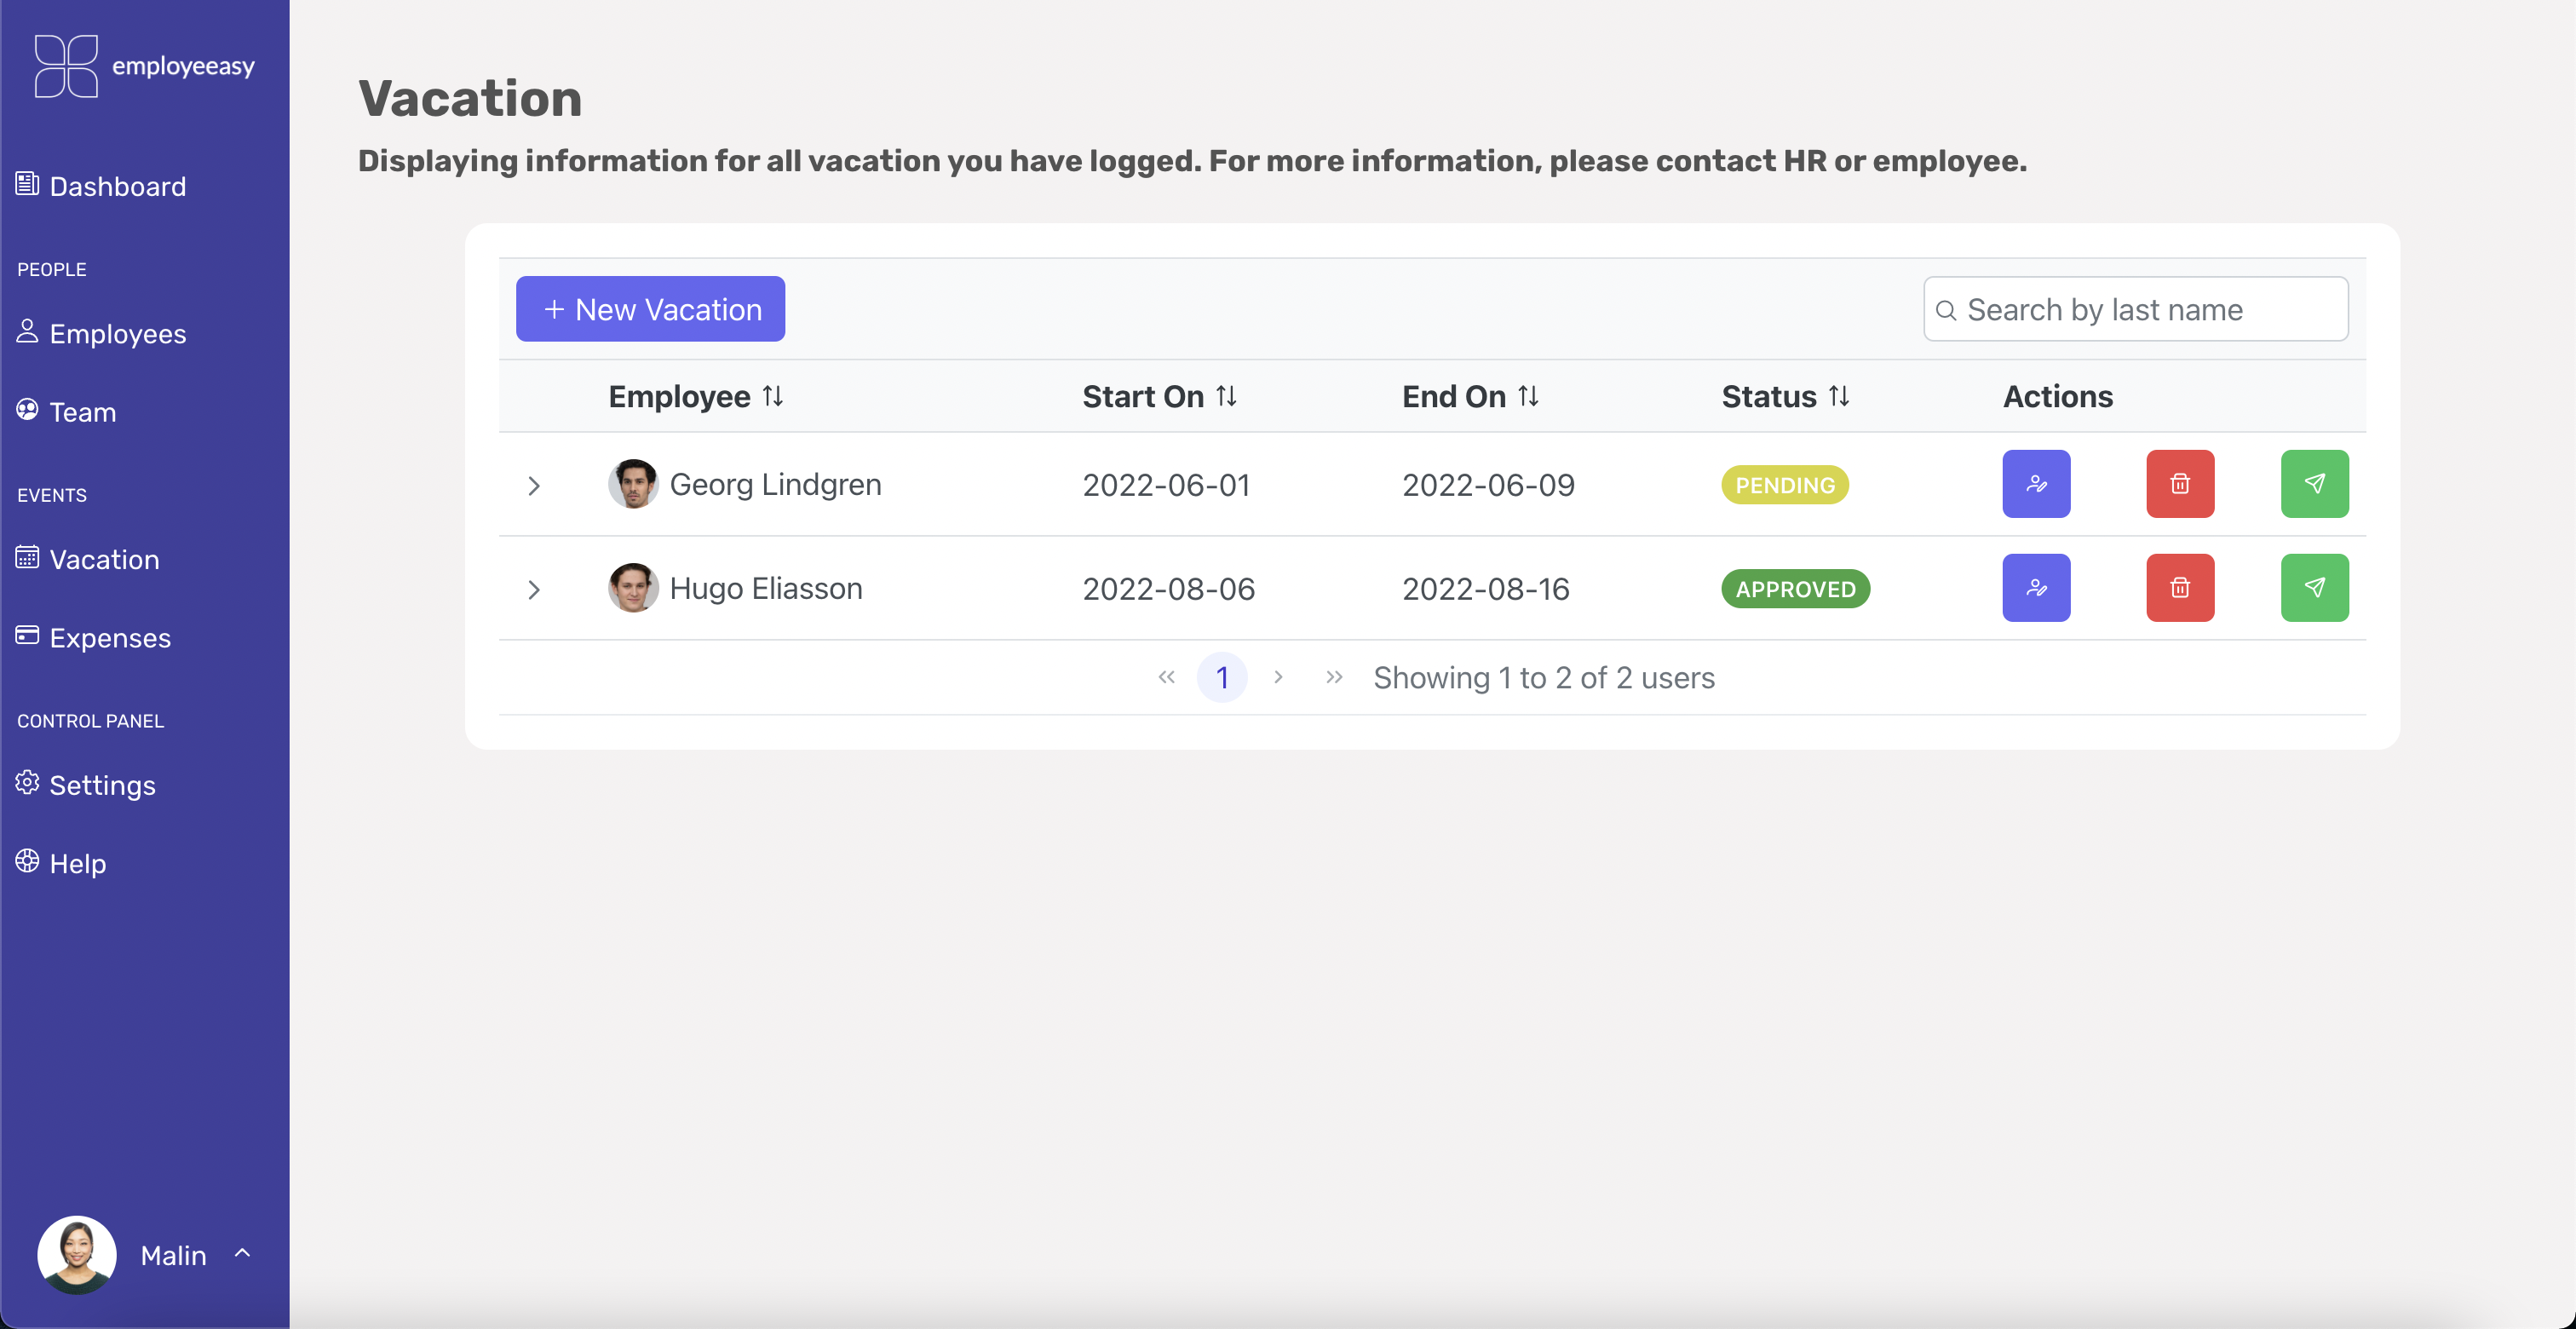 employeeasy
Dashboard
PEOPLE
Employees
Team
EVENTS
Vacation
Expenses
CONTROL PANEL
Settings
Help
Malin
Vacation
Displaying information for all vacation you have logged. For more information, please contact HR or employee.
+ New Vacation
Search by last name
Employee Start On End On Status Actions
Georg Lindgren 2022-06-01 2022-06-09 PENDING
Hugo Eliasson 2022-08-06 2022-08-16 APPROVED
« 1 › » Showing 1 to 2 of 2 users